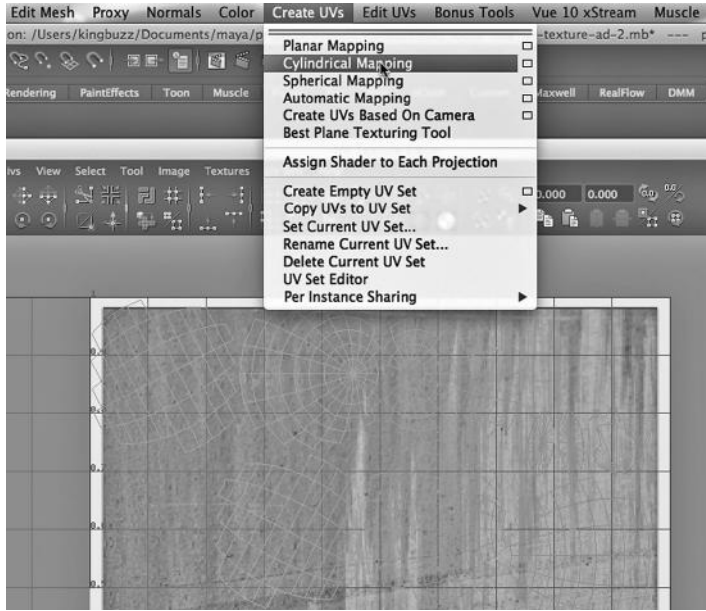 Edit Mesh Proxy Normals Color Create UVs Edit UVs Bonus Tools Vue 10 xStream Muscle
on: /Users/kingbuzz/Documents/maya/p
-texture-ad-2.mb* ---
Planar Mapping
Cylindrical Mapping
Spherical Mapping
Automatic Mapping
Create UVs Based On Camera
Best Plane Texturing Tool
Assign Shader to Each Projection
Create Empty UV Set
Copy UVs to UV Set
Set Current UV Set...
Rename Current UV Set...
Delete Current UV Set
UV Set Editor
Per Instance Sharing
Rendering PaintEffects Toon Muscle
Maxwell RealFlow DMM
View Select Tool Image Textures
0.000 0.000
0.7